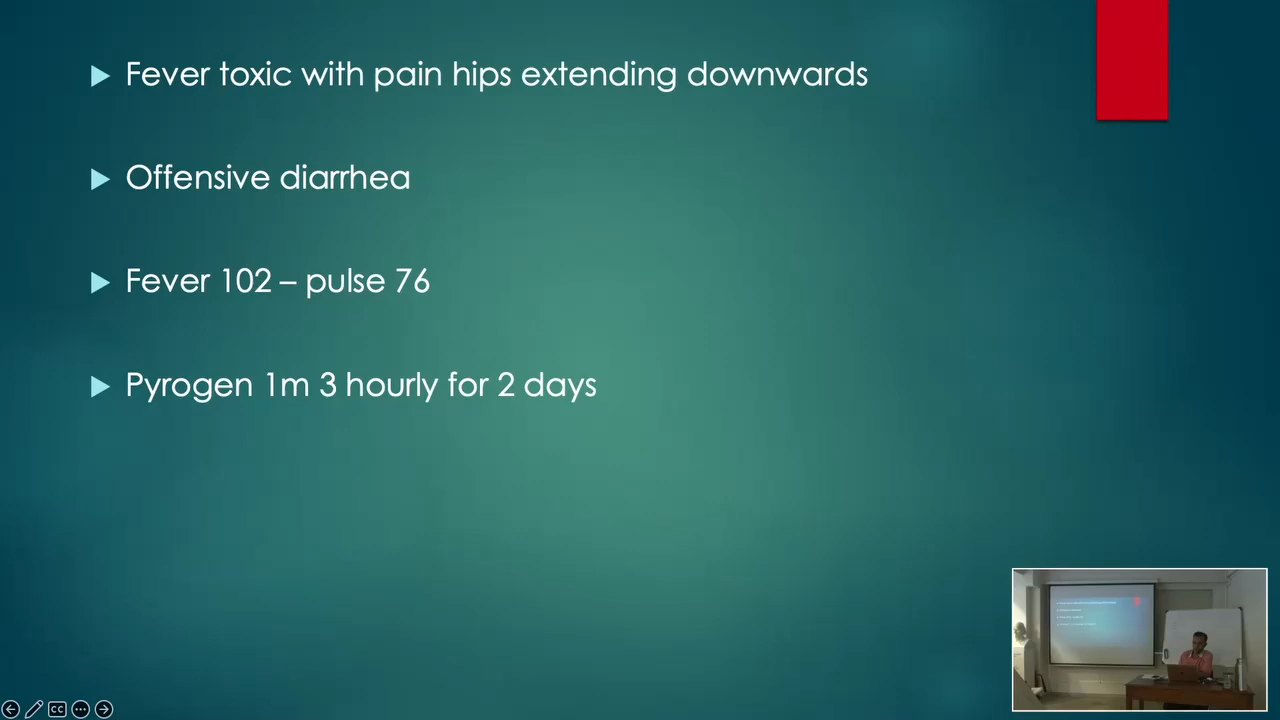 Fever toxic with pain hips extending downwards
Offensive diarrhea
Fever 102 – pulse 76
Pyrogen 1m 3 hourly for 2 days
CC